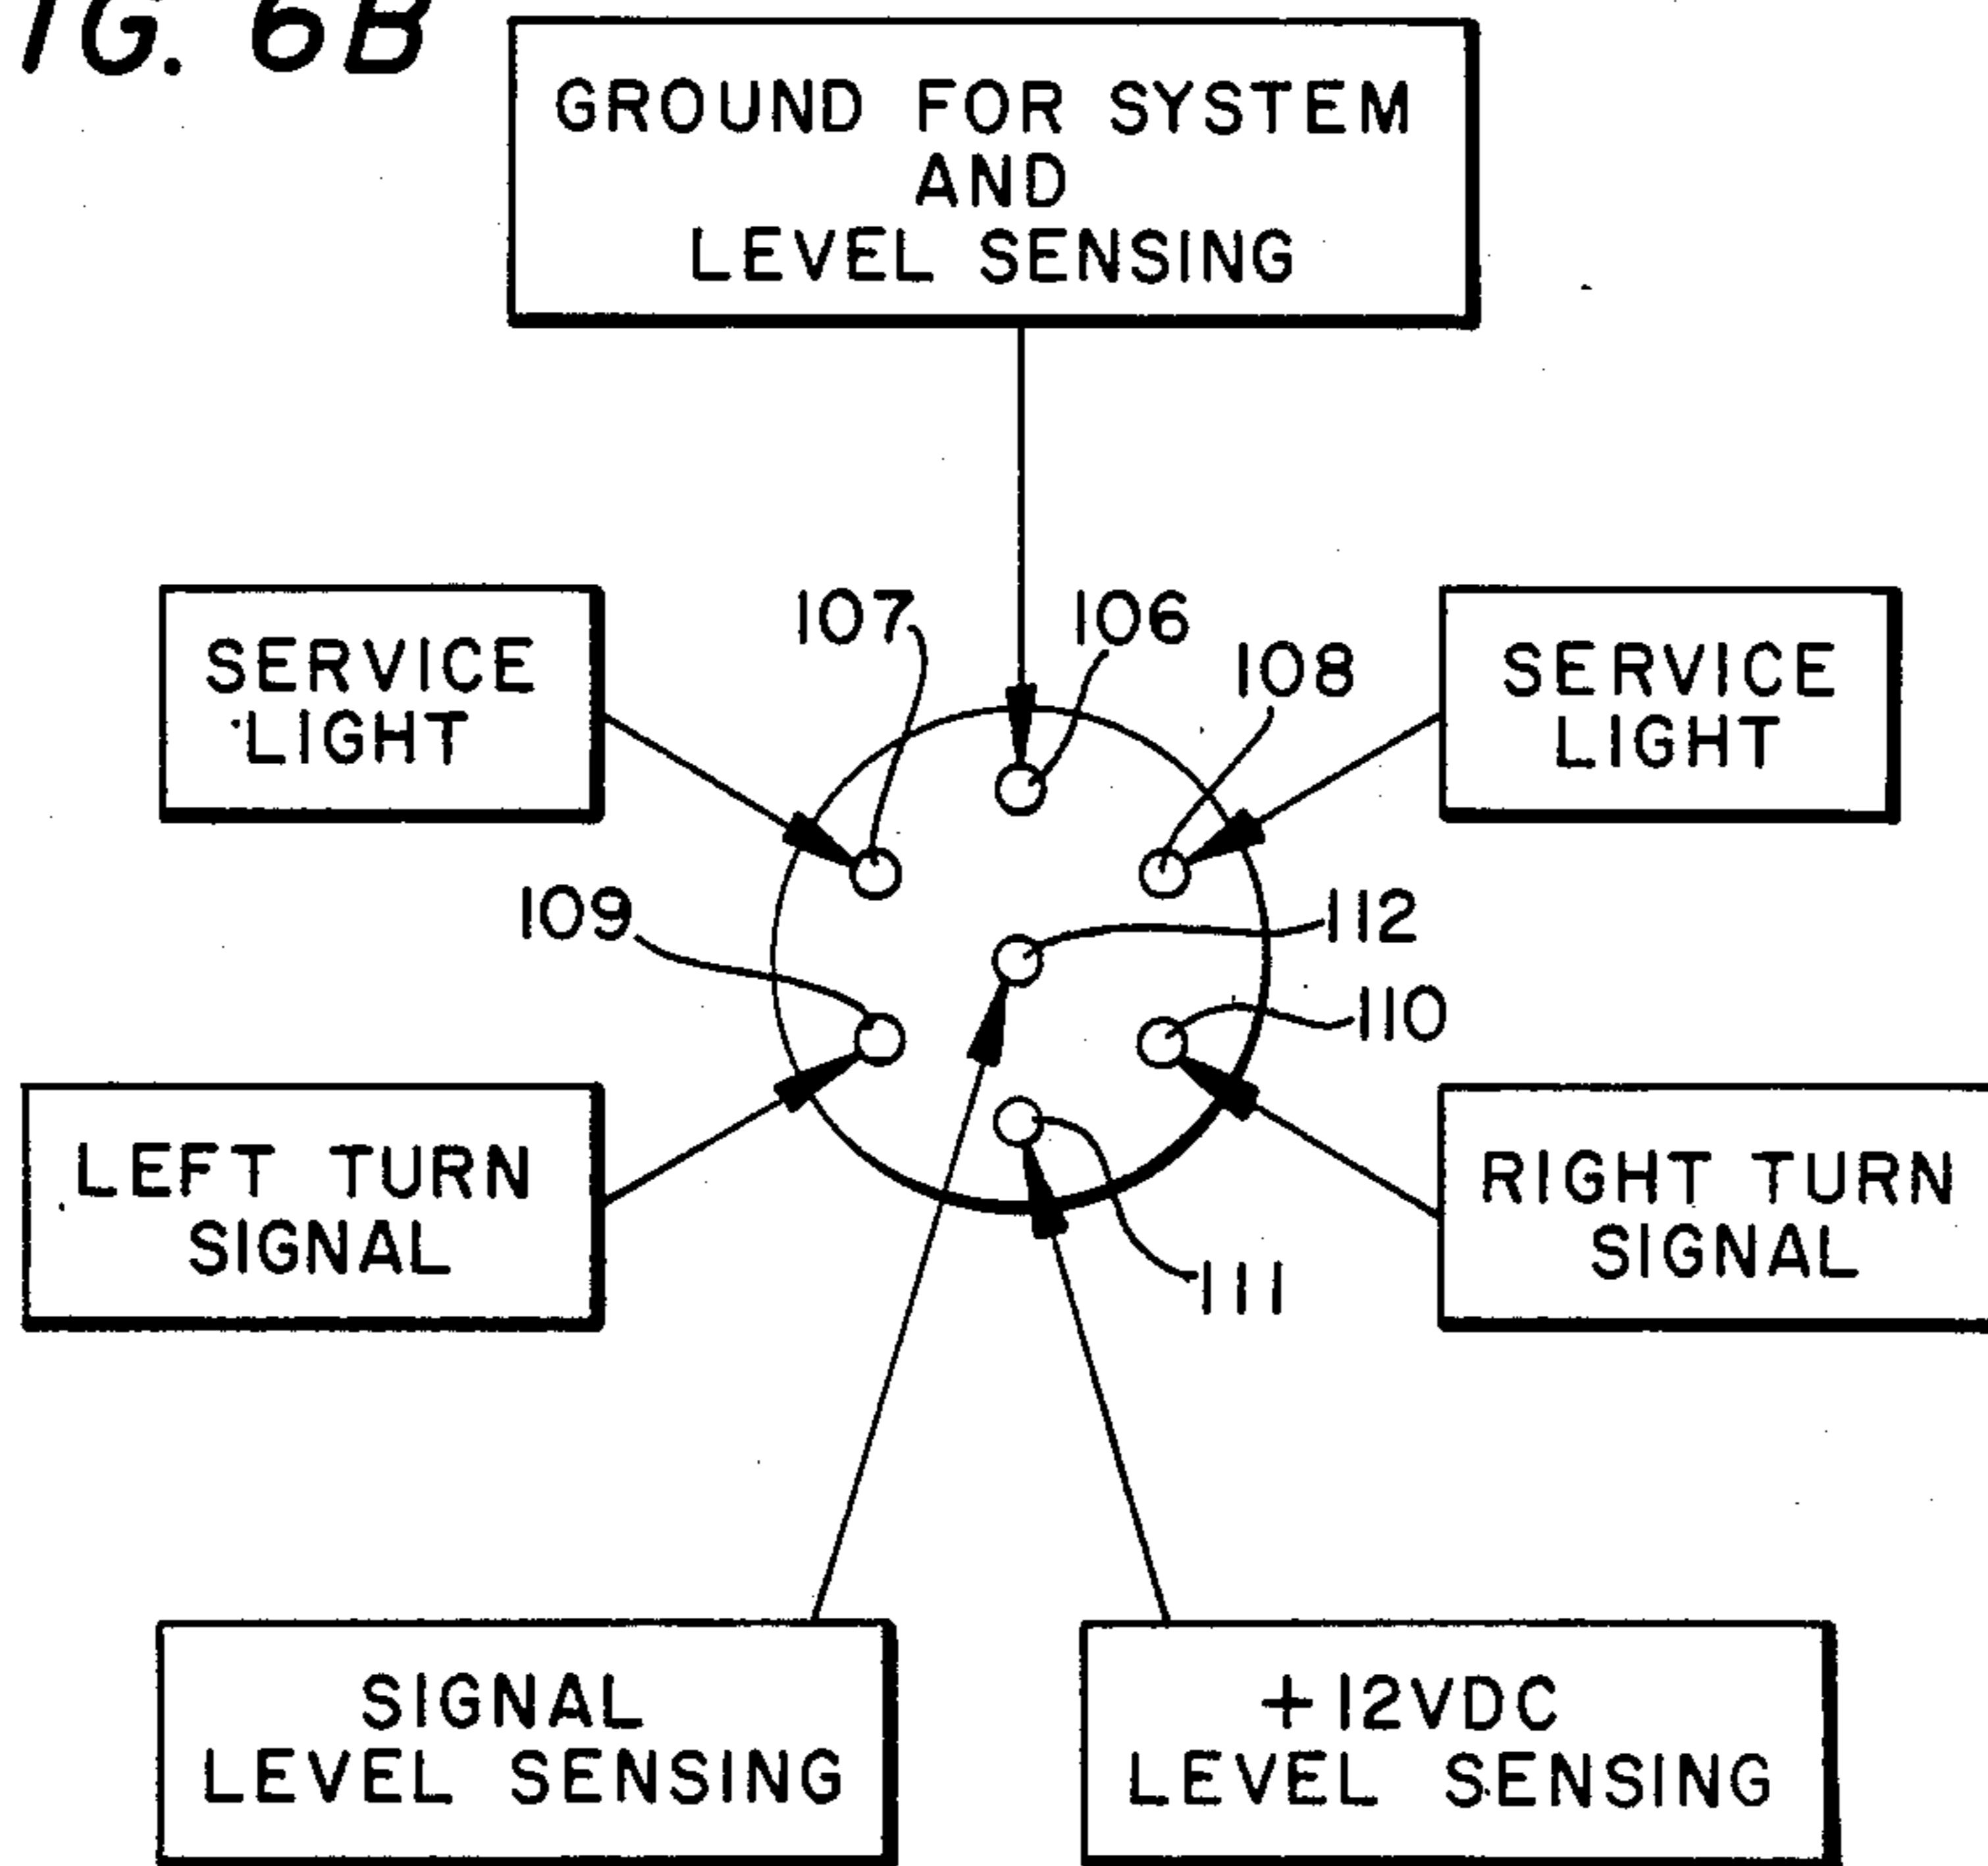 IG. 6B
GROUND FOR SYSTEM
AND
LEVEL SENSING
107
106
108
SERVICE
LIGHT
SERVICE
LIGHT
109
112
110
LEFT TURN
SIGNAL
RIGHT TURN
SIGNAL
111
SIGNAL
LEVEL SENSING
+12VDC
LEVEL SENSING